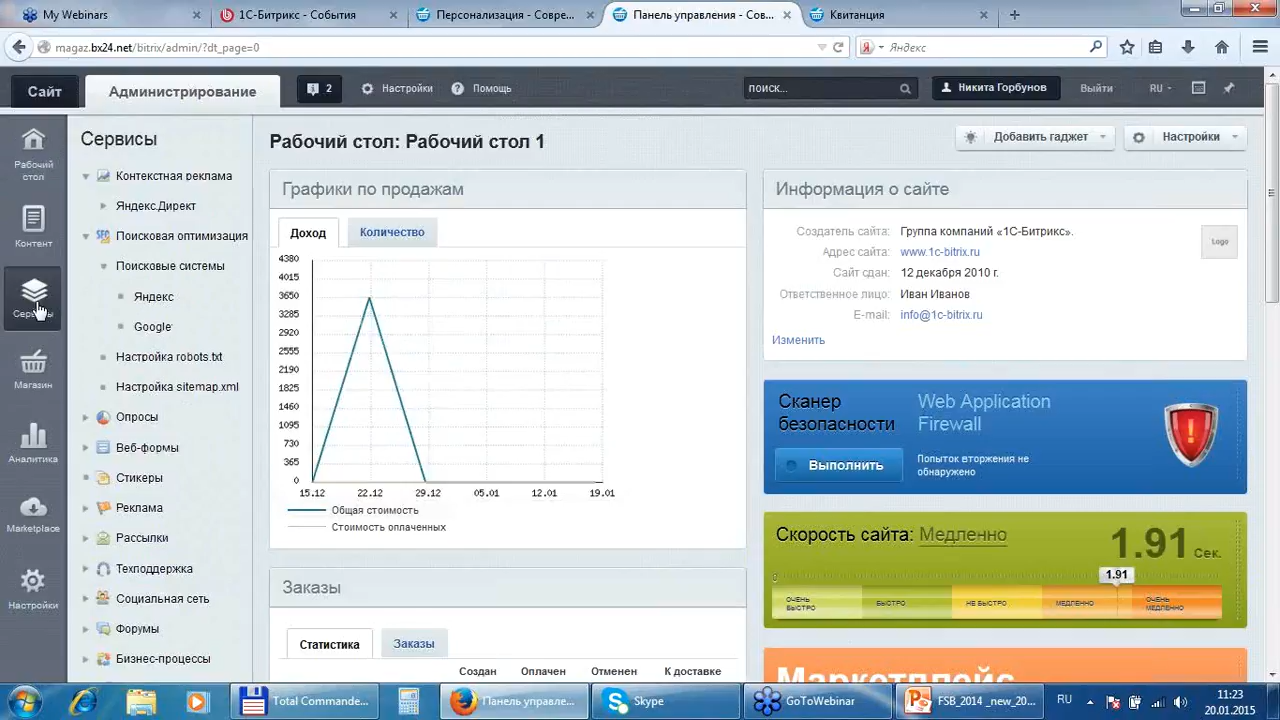 My Webinars
1С-Битрикс - События
Персонализация - Совре...
Панель управления - Сов...
Квитанция
magaz.bx24.net/bitrix/admin/?dt_page=0
Яндекс
Сайт
Администрирование
2
Настройки
Помощь
поиск...
Никита Горбунов
Выйти
RU
Рабочий
стол
Контент
Сервисы
Магазин
Аналитика
Marketplace
Настройки
Сервисы
Контекстная реклама
Яндекс.Директ
Поисковая оптимизация
Поисковые системы
Яндекс
Google
Настройка robots.txt
Настройка sitemap.xml
Опросы
Веб-формы
Стикеры
Реклама
Рассылки
Техподдержка
Социальная сеть
Форумы
Бизнес-процессы
Рабочий стол: Рабочий стол 1
Добавить гаджет
Настройки
Графики по продажам
Доход
Количество
4380
4015
3650
3285
2920
2555
2190
1825
1460
1095
730
365
0
15.12 22.12 29.12 05.01 12.01 19.01
Общая стоимость
Стоимость оплаченных
Заказы
Статистика
Заказы
Создан Оплачен Отменен К доставке
Информация о сайте
Создатель сайта: Группа компаний «1С-Битрикс».
Адрес сайта: www.1c-bitrix.ru
Сайт сдан: 12 декабря 2010 г.
Ответственное лицо: Иван Иванов
E-mail: info@1c-bitrix.ru
Logo
Изменить
Сканер
безопасности
Web Application
Firewall
Выполнить
Попыток вторжения не
обнаружено
Скорость сайта: Медленно
1.91 Сек.
0
1.91
ОЧЕНЬ
БЫСТРО
БЫСТРО
НЕ БЫСТРО
МЕДЛЕННО
ОЧЕНЬ
МЕДЛЕННО
Маркетплейс
Total Commande...
Панель управле...
Skype
GoToWebinar
FSB_2014 _new_20...
RU
11:23
20.01.2015